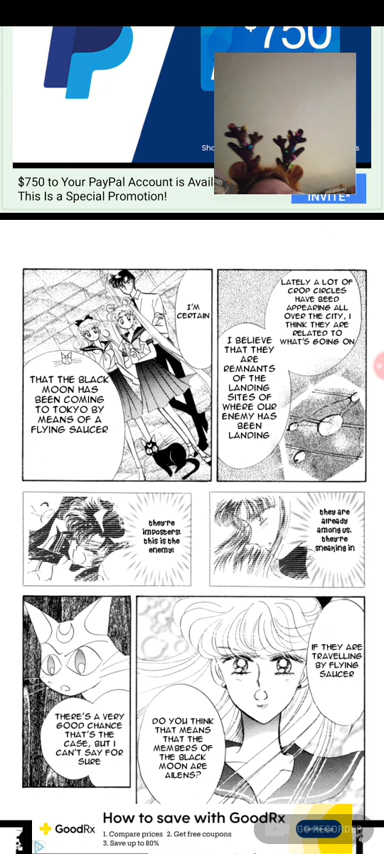 $750
$750 to Your PayPal Account is Avail
This Is a Special Promotion!
INVITE
LATELY A LOT OF
CROP CIRCLES
HAVE BEED
APPEARING ALL
OVER THE CITY, I
THINK THEY ARE
RELATED TO
WHAT'S GOING ON
I BELIEVE
THAT THEY
ARE
REMNANTS
OF THE
LANDING
SITES OF
WHERE OUR
ENEMY HAS
BEEN
LANDING
I'M
CERTAIN
THAT THE BLACK
MOON HAS
BEEN COMING
TO TOKYO BY
MEANS OF A
FLYING SAUCER
they are
already
among us.
they're
sneaking in
they're
imposters!
this is the
enemy!
IF THEY ARE
TRAVELLING
BY FLYING
SAUCER
DO YOU THINK
THAT MEANS
THAT THE
MEMBERS OF
THE BLACK
MOON ARE
AILENS?
THERE'S A VERY
GOOD CHANCE
THAT'S THE
CASE, BUT I
CAN'T SAY FOR
SURE
How to save with GoodRx
GoodRx
1. Compare prices 2. Get free coupons
3. Save up to 80%
GO RECORDER